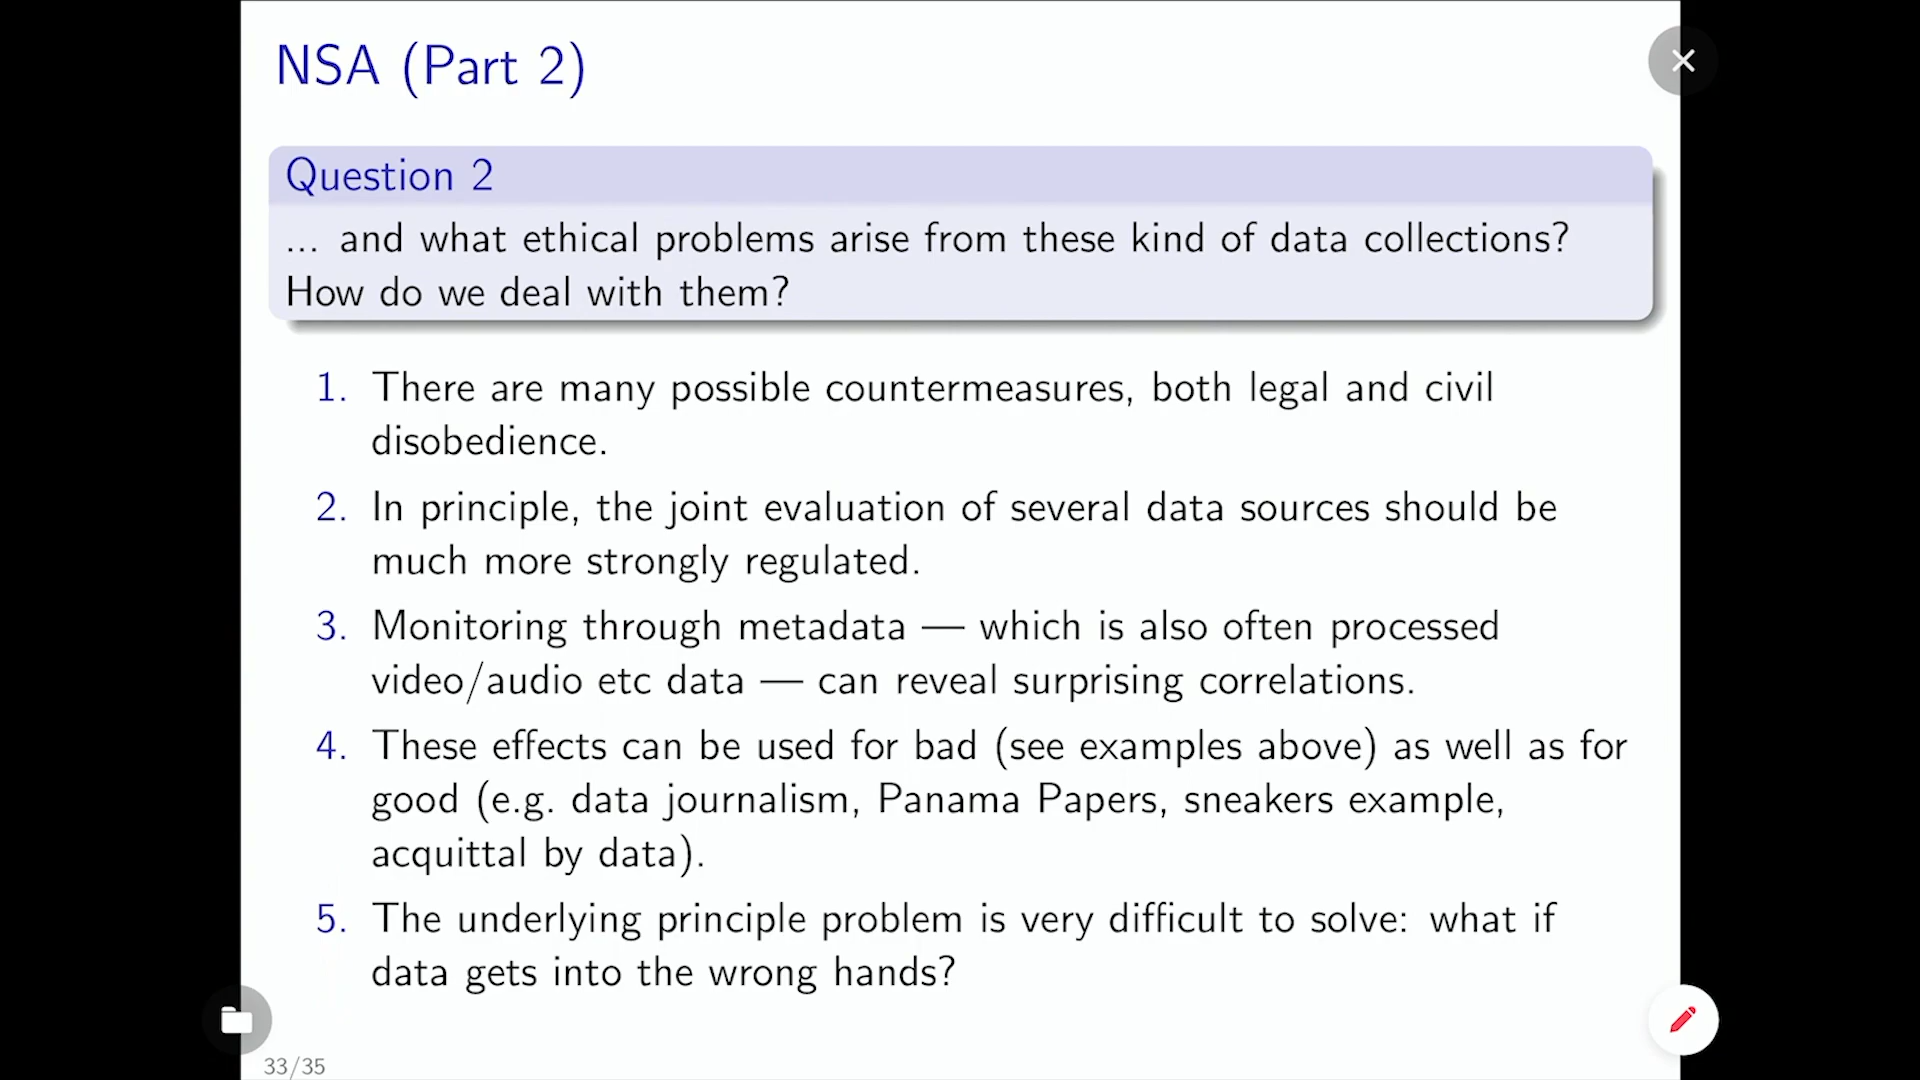 NSA (Part 2)
Question 2
... and what ethical problems arise from these kind of data collections?
How do we deal with them?
1. There are many possible countermeasures, both legal and civil
disobedience.
2. In principle, the joint evaluation of several data sources should be
much more strongly regulated.
3. Monitoring through metadata — which is also often processed
video/audio etc data — can reveal surprising correlations.
4. These effects can be used for bad (see examples above) as well as for
good (e.g. data journalism, Panama Papers, sneakers example,
acquittal by data).
5. The underlying principle problem is very difficult to solve: what if
data gets into the wrong hands?
33/35